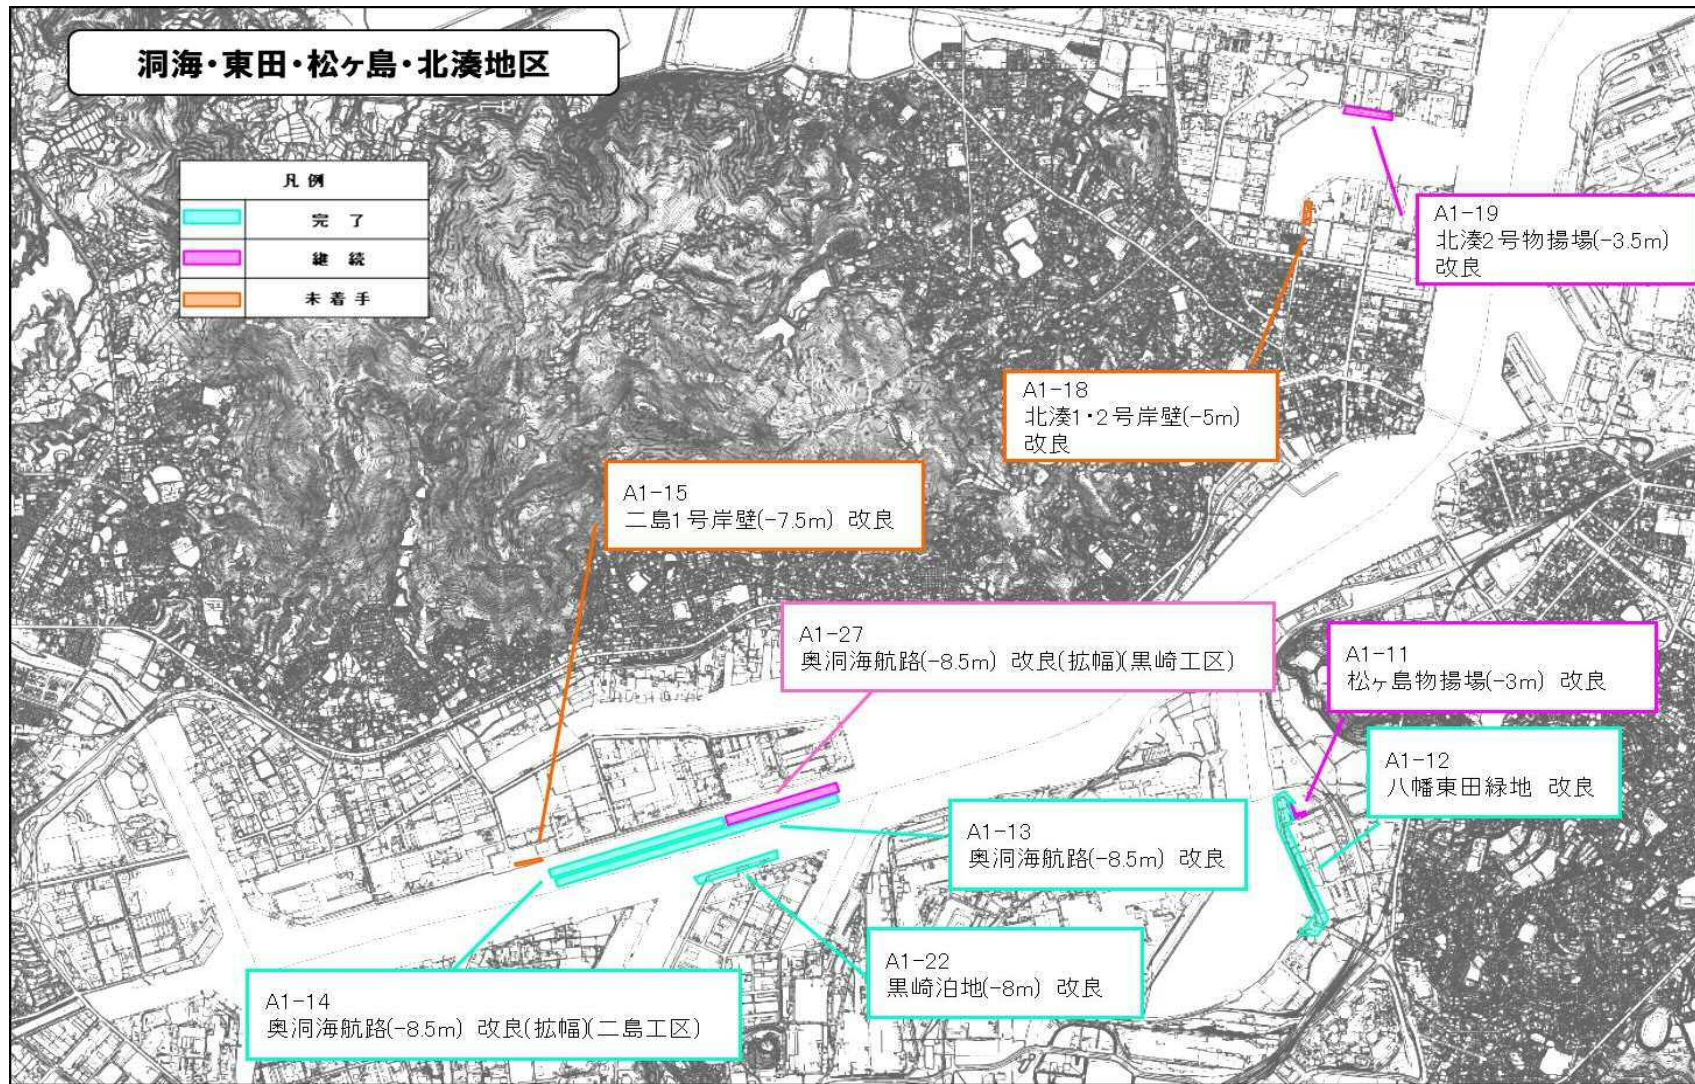 洞海・東田・松ヶ島・北湊地区
凡例
完了
継続
未着手
A1-19
北湊2号物揚場(-3.5m)
改良
A1-18
北湊1・2号岸壁(-5m)
改良
A1-15
二島1号岸壁(-7.5m) 改良
A1-27
奥洞海航路(-8.5m) 改良(拡幅)(黒崎工区)
A1-11
松ヶ島物揚場(-3m) 改良
A1-12
八幡東田緑地 改良
A1-13
奥洞海航路(-8.5m) 改良
A1-22
黒崎泊地(-8m) 改良
A1-14
奥洞海航路(-8.5m) 改良(拡幅)(二島工区)